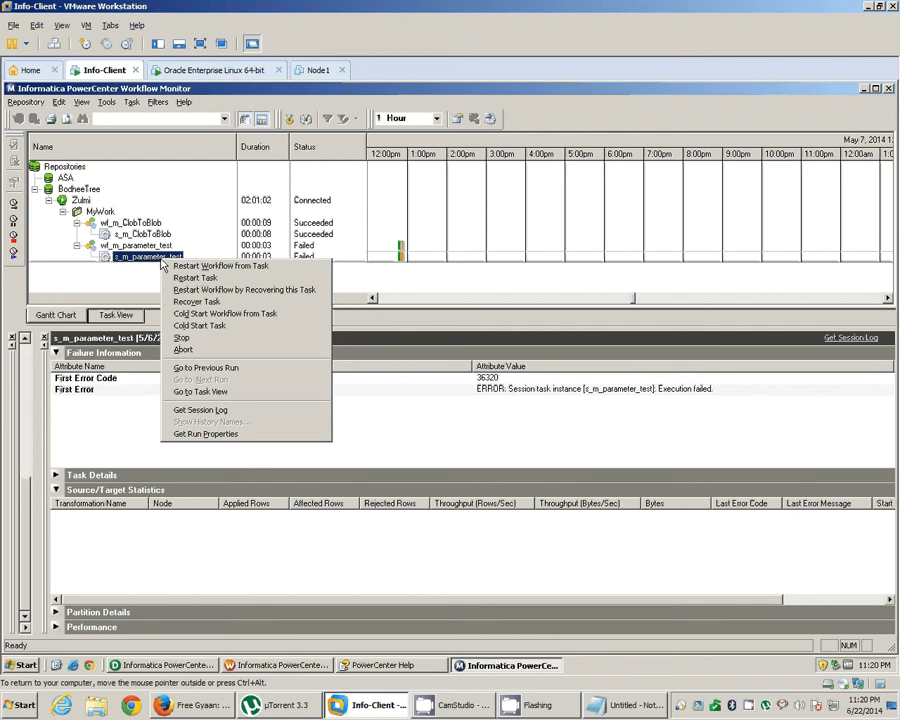 Info-Client - VMware Workstation
File Edit View VM Tabs Help
Home Info-Client Oracle Enterprise Linux 64-bit Node1
Informatica PowerCenter Workflow Monitor
Repository Edit View Tools Task Filters Help
1 Hour
Name Duration Status May 7, 2014 12
12:00pm 1:00pm 2:00pm 3:00pm 4:00pm 5:00pm 6:00pm 7:00pm 8:00pm 9:00pm 10:00pm 11:00pm 12:00am 1:0
Repositories
ASA
BodheeTree
Zulmi 02:01:02 Connected
MyWork
wf_m_ClobToBlob 00:00:09 Succeeded
s_m_ClobToBlob 00:00:08 Succeeded
wf_m_parameter_test 00:00:03 Failed
s_m_parameter_test 00:00:03 Failed
Restart Workflow from Task
Restart Task
Restart Workflow by Recovering this Task
Recover Task
Cold Start Workflow from Task
Cold Start Task
Stop
Abort
Go to Previous Run
Go to Next Run
Go to Task View
Get Session Log
Show History Names...
Get Run Properties
Gantt Chart Task View
s_m_parameter_test [5/6/2 Get Session Log
Failure Information
Attribute Name Attribute Value
First Error Code 36320
First Error ERROR: Session task instance [s_m_parameter_test]: Execution failed.
Task Details
Source/Target Statistics
Transformation Name Node Applied Rows Affected Rows Rejected Rows Throughput (Rows/Sec) Throughput (Bytes/Sec) Bytes Last Error Code Last Error Message Start
Partition Details
Performance
Ready NUM
Start Informatica PowerCente... Informatica PowerCente... PowerCenter Help Informatica PowerCe... 11:20 PM
To return to your computer, move the mouse pointer outside or press Ctrl+Alt.
Start Free Gyaan: ... µTorrent 3.3 Info-Client -... CamStudio - ... Flashing Untitled - Not... 11:20 PM
6/22/2014